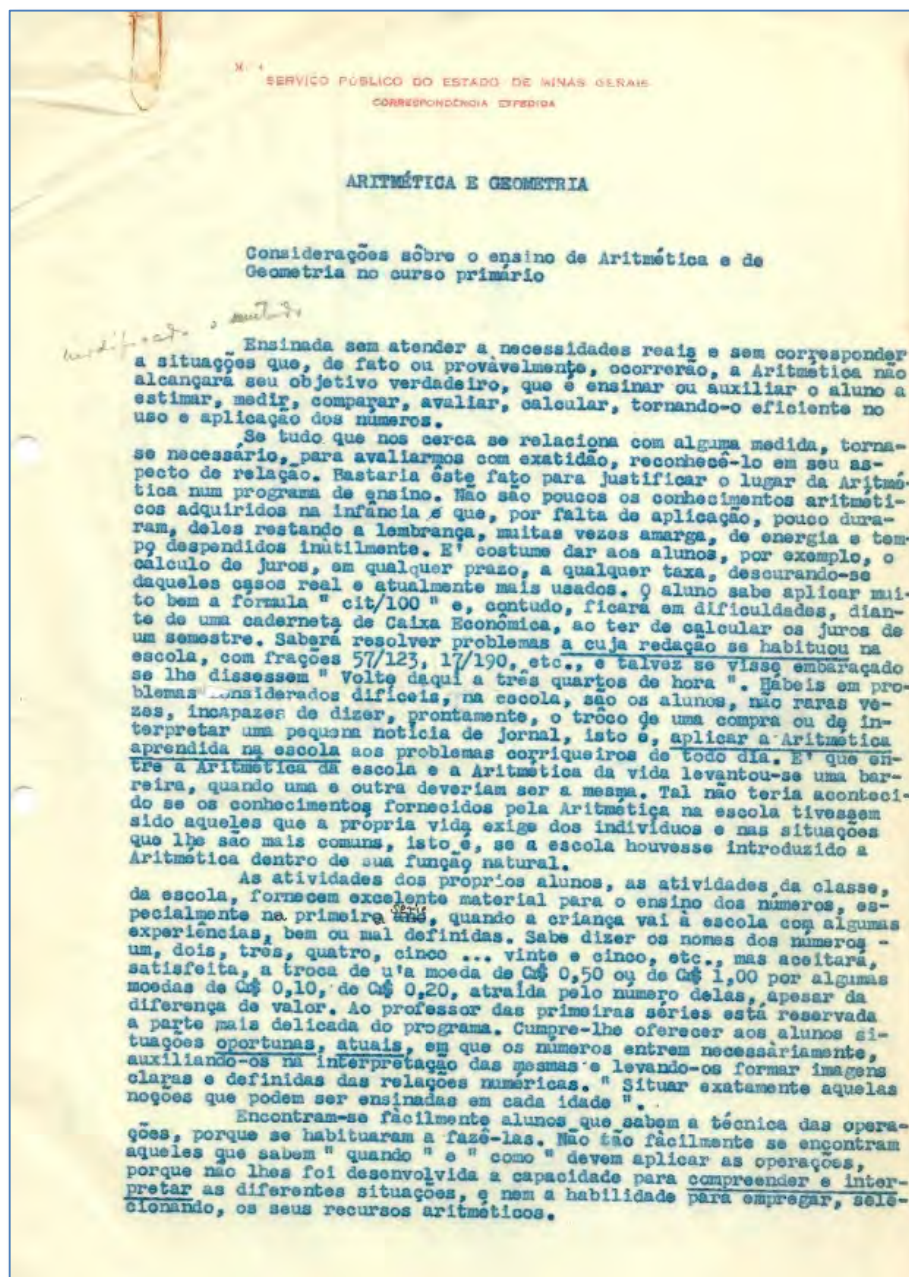 SERVIÇO PÚBLICO DO ESTADO DE MINAS GERAIS
CORRESPONDÊNCIA EXPEDIDA
ARITMÉTICA E GEOMETRIA
Considerações sôbre o ensino de Aritmética e de
Geometria no curso primário
Ensinada sem atender a necessidades reais e sem corresponder
a situações que, de fato ou provàvelmente, ocorrerão, a Aritmética não
alcançará seu objetivo verdadeiro, que é ensinar ou auxiliar o aluno a
estimar, medir, comparar, avaliar, calcular, tornando-o eficiente no
uso e aplicação dos números.
Se tudo que nos cerca se relaciona com alguma medida, torna-
se necessário, para avaliarmos com exatidão, reconhecê-lo em seu as-
pecto de relação. Bastaria êste fato para justificar o lugar da Aritmé-
tica num programa de ensino. Não são poucos os conhecimentos aritméti-
cos adquiridos na infância e que, por falta de aplicação, pouco dura-
ram, deles restando a lembrança, muitas vezes amarga, de energia e tem-
po despendidos inùtilmente. E' costume dar aos alunos, por exemplo, o
cálculo de juros, em qualquer prazo, a qualquer taxa, descurando-se
daqueles casos real e atualmente mais usados. O aluno sabe aplicar mui-
to bem a fórmula " cit/100 " e, contudo, ficará em dificuldades, dian-
te de uma caderneta de Caixa Econômica, ao ter de calcular os juros de
um semestre. Saberá resolver problemas a cuja redação se habituou na
escola, com frações 57/123, 17/190, etc., e talvez se visse embaraçado
se lhe dissessem " Volte daqui a três quartos de hora ". Hábeis em pro-
blemas considerados difíceis, na escola, são os alunos, não raras ve-
zes, incapazes de dizer, prontamente, o trôco de uma compra ou de in-
terpretar uma pequena notícia de jornal, isto é, aplicar a Aritmética
aprendida na escola aos problemas corriqueiros de todo dia. E' que en-
tre a Aritmética da escola e a Aritmética da vida levantou-se uma bar-
reira, quando uma e outra deveriam ser a mesma. Tal não teria aconteci-
do se os conhecimentos fornecidos pela Aritmética na escola tivessem
sido aqueles que a própria vida exige dos indivíduos e nas situações
que lhe são mais comuns, isto é, se a escola houvesse introduzido a
Aritmética dentro de sua função natural.
As atividades dos próprios alunos, as atividades da classe,
da escola, fornecem excelente material para o ensino dos números, es-
pecialmente na primeira série, quando a criança vai à escola com algumas
experiências, bem ou mal definidas. Sabe dizer os nomes dos números -
um, dois, três, quatro, cinco ... vinte e cinco, etc., mas aceitará,
satisfeita, a troca de u'a moeda de Cr$ 0,50 ou de Cr$ 1,00 por algumas
moedas de Cr$ 0,10, de Cr$ 0,20, atraída pelo número delas, apesar da
diferença de valor. Ao professor das primeiras séries está reservada
a parte mais delicada do programa. Cumpre-lhe oferecer aos alunos si-
tuações oportunas, atuais, em que os números entrem necessàriamente,
auxiliando-os na interpretação das mesmas e levando-os formar imagens
claras e definidas das relações numéricas. " Situar exatamente aquelas
noções que podem ser ensinadas em cada idade ".
Encontram-se fàcilmente alunos que sabem a técnica das opera-
ções, porque se habituaram a fazê-las. Não tão fàcilmente se encontram
aqueles que sabem " quando " e " como " devem aplicar as operações,
porque não lhes foi desenvolvida a capacidade para compreender e inter-
pretar as diferentes situações, e nem a habilidade para empregar, sele-
cionando, os seus recursos aritméticos.